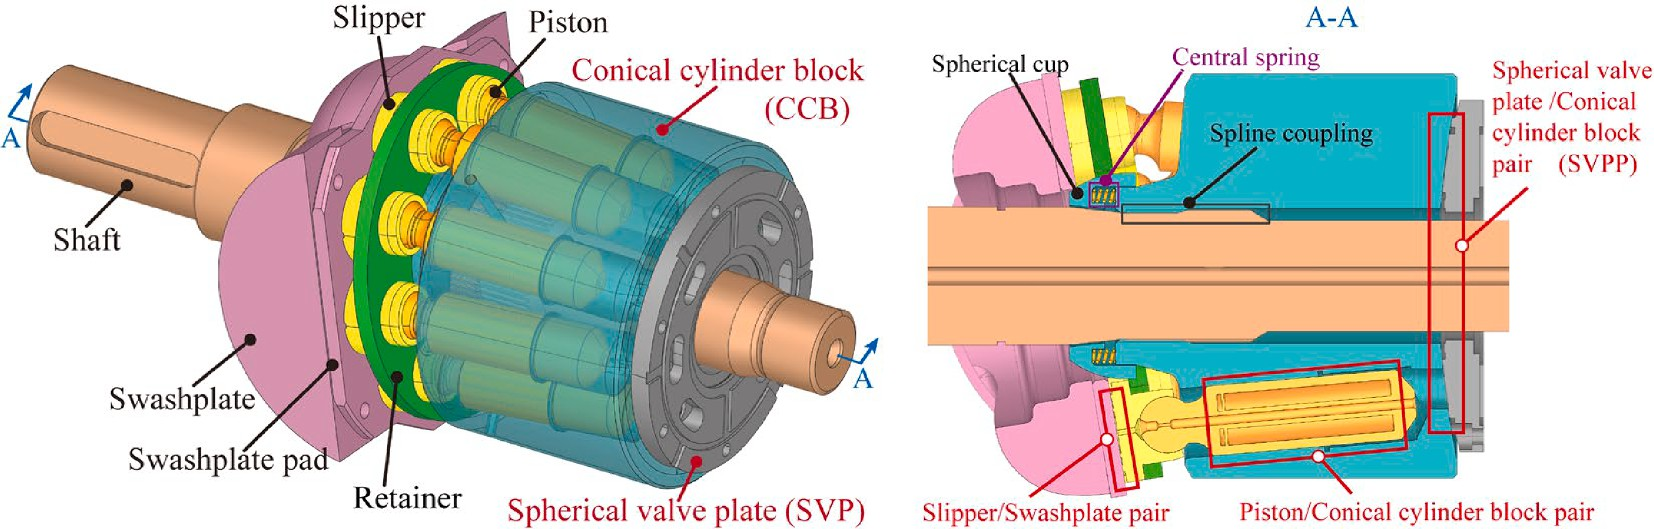 Slipper
Piston
Conical cylinder block
(CCB)
A
Shaft
Swashplate
Swashplate pad
Retainer
Spherical valve plate (SVP)
A
A-A
Spherical cup
Central spring
Spline coupling
Spherical valve
plate /Conical
cylinder block
pair (SVPP)
Slipper/Swashplate pair
Piston/Conical cylinder block pair